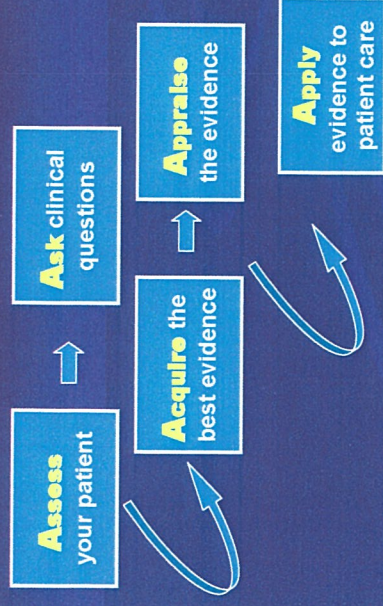 Assess
your patient
Ask clinical
questions
Acquire the
best evidence
Appraise
the evidence
Apply
evidence to
patient care